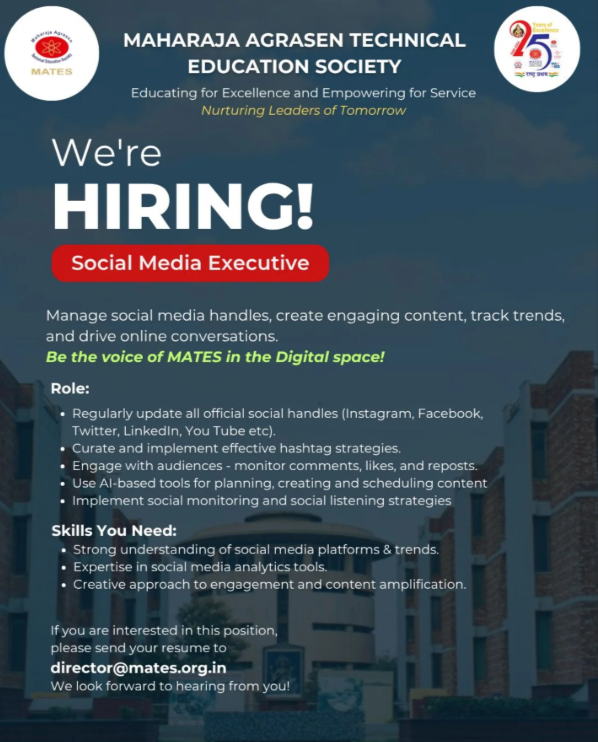 Maharaja Agrasen
MATES
MAHARAJA AGRASEN TECHNICAL
EDUCATION SOCIETY
Educating for Excellence and Empowering for Service
Nurturing Leaders of Tomorrow
25
Years of
Excellence
राष्ट्र प्रथम
We're
HIRING!
Social Media Executive
Manage social media handles, create engaging content, track trends,
and drive online conversations.
Be the voice of MATES in the Digital space!
Role:
• Regularly update all official social handles (Instagram, Facebook,
Twitter, LinkedIn, You Tube etc).
• Curate and implement effective hashtag strategies.
• Engage with audiences - monitor comments, likes, and reposts.
• Use AI-based tools for planning, creating and scheduling content
• Implement social monitoring and social listening strategies
Skills You Need:
• Strong understanding of social media platforms & trends.
• Expertise in social media analytics tools.
• Creative approach to engagement and content amplification.
If you are interested in this position,
please send your resume to
director@mates.org.in
We look forward to hearing from you!